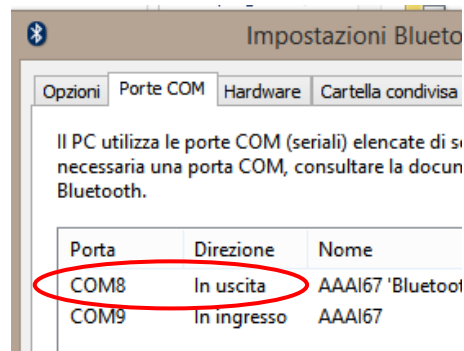 Impostazioni Blueto
Opzioni Porte COM Hardware Cartella condivisa
Il PC utilizza le porte COM (seriali) elencate di s
necessaria una porta COM, consultare la docun
Bluetooth.
Porta Direzione Nome
COM8 In uscita AAAI67 'Bluetoot
COM9 In ingresso AAAI67